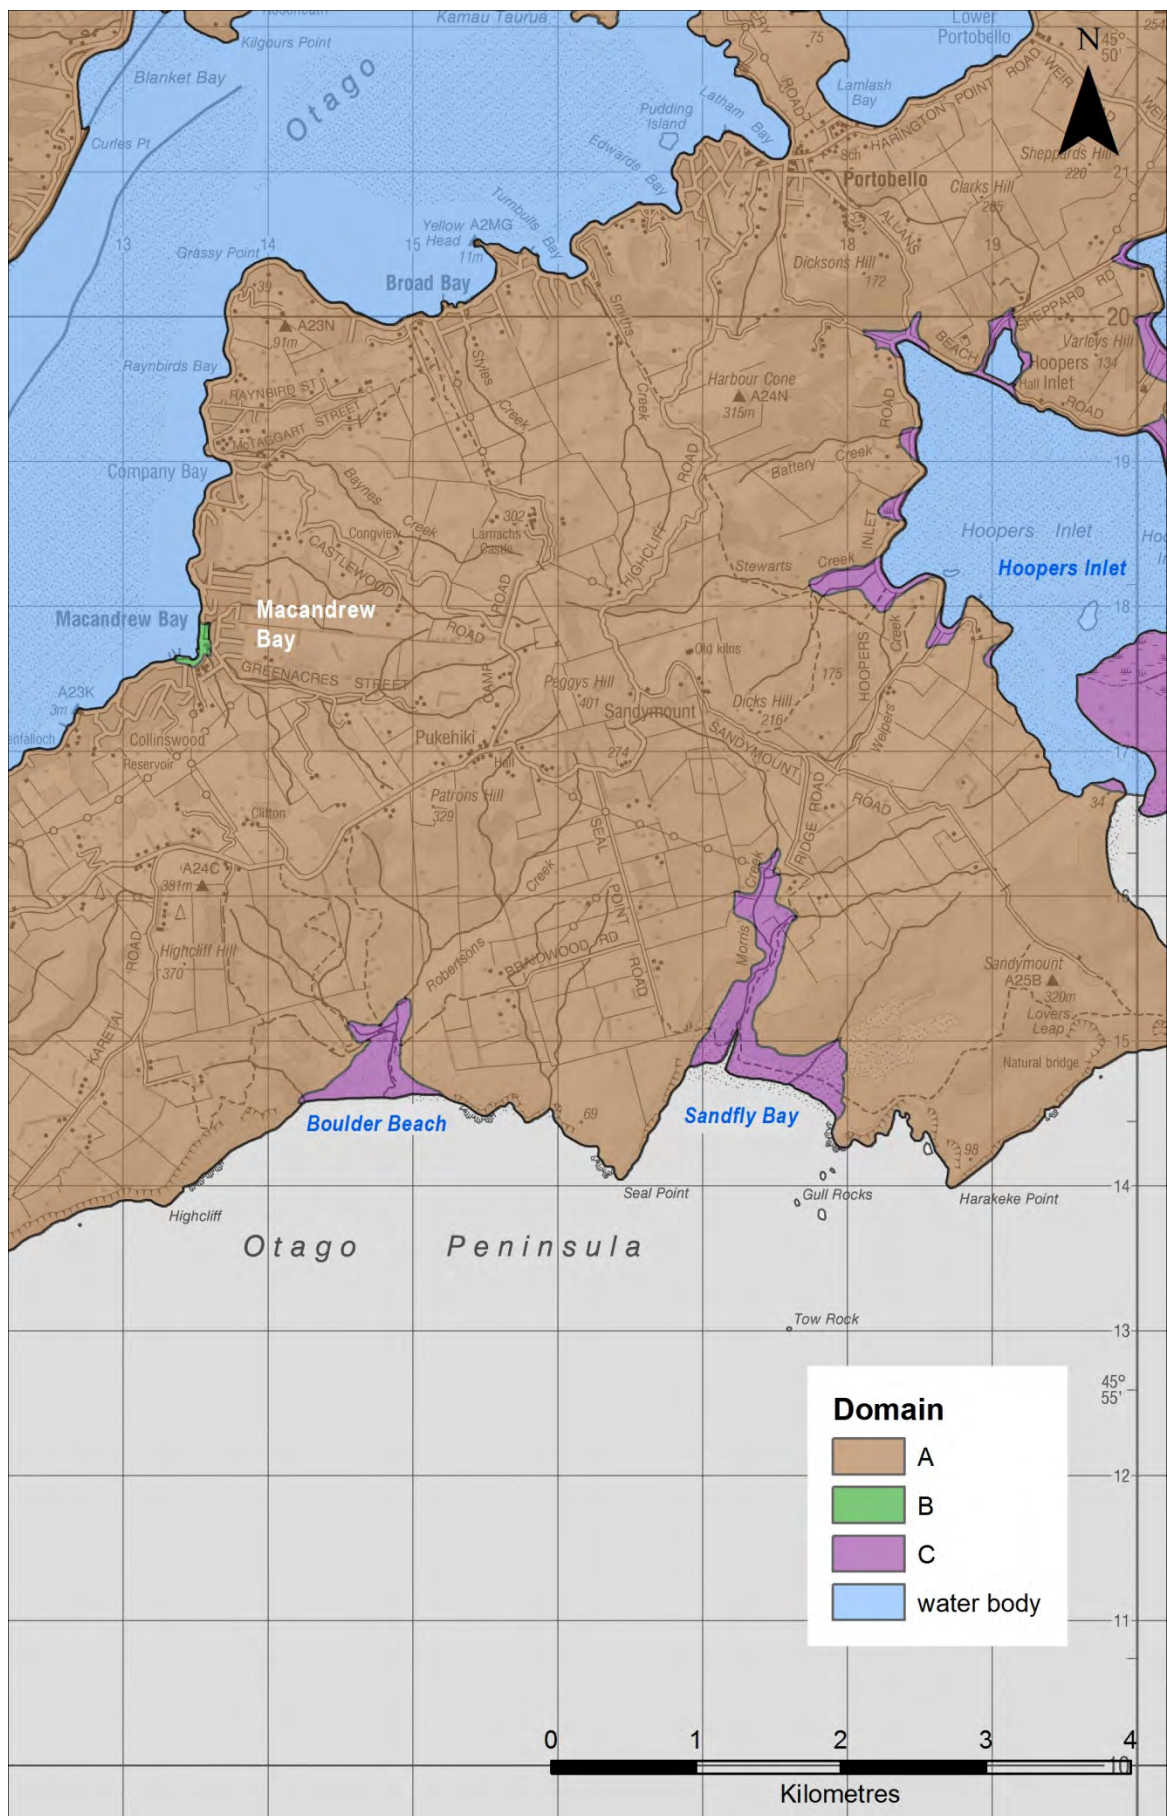 Kamau Taurua
Lower
Portobello
254
Kilgours Point
75
ROAD
N
45°
50'
Blanket Bay
Otago
Latham Bay
Lamlash
Bay
HARINGTON POINT ROAD
WEIR
Pudding
Island
Curles Pt
Edwards Bay
Sch
Sheppards Hill
220
21
Portobello
Clarks Hill
265
Turnbulls Bay
Yellow A2MG
Head
11m
13
14
15
17
18
19
ALLANS
Grassy Point
Dicksons Hill
172
Broad Bay
39
SHEPPARD RD
20
A23N
91m
Smiths
Creek
BEACH
ROAD
Varleys Hill
134
Raynbirds Bay
Styles
Creek
Hoopers
Hall Inlet
Harbour Cone
A24N
315m
RAYNBIRD ST
McTAGGART STREET
ROAD
Company Bay
Battery Creek
19
Baynes
Creek
302
Larnachs
Castle
Congview
HIGHCLIFF
ROAD
INLET
Hoopers Inlet
CASTLEWOOD
ROAD
Stewarts Creek
Hoopers Inlet
Macandrew Bay
Macandrew
Bay
ROAD
18
HOOPERS
Creek
Weipers
Old kilns
175
GREENACRES STREET
CAMP
Peggys Hill
401
Dicks Hill
216
A23K
3m
Sandymount
enfalloch
Collinswood
Reservoir
Pukehiki
Hall
274
SANDYMOUNT
ROAD
17
Patrons Hill
329
34
Clifton
SEAL
POINT
ROAD
RIDGE ROAD
A24C
381m
Creek
Creek
16
Highcliff Hill
370
ROAD
Robertsons
BRAIDWOOD RD
Morris
Sandymount
A25B
320m
Lovers
Leap
KARETAI
15
Natural bridge
Boulder Beach
Sandfly Bay
69
98
14
Seal Point
Gull Rocks
Harakeke Point
Highcliff
Otago Peninsula
Tow Rock
13
45°
55'
Domain
A
B
C
water body
12
11
0 1 2 3 4
10
Kilometres